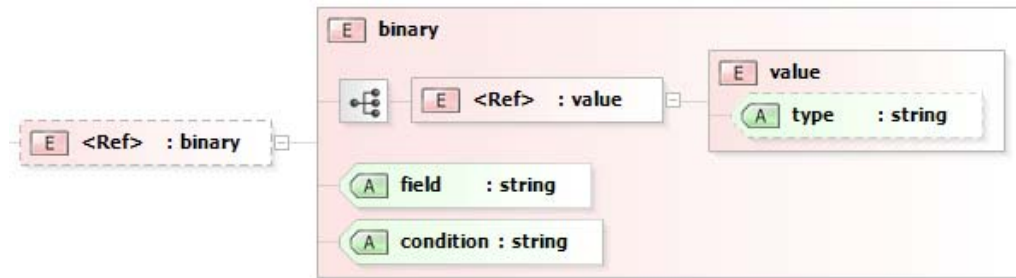 E binary
E <Ref> : value
E value
A type : string
E <Ref> : binary
A field : string
A condition : string